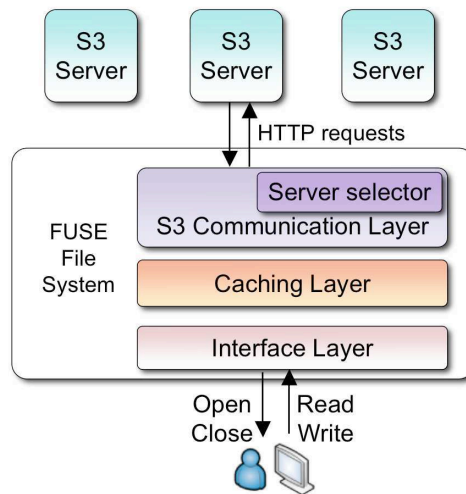 S3
Server
S3
Server
S3
Server
HTTP requests
FUSE
File
System
Server selector
S3 Communication Layer
Caching Layer
Interface Layer
Open
Close
Read
Write